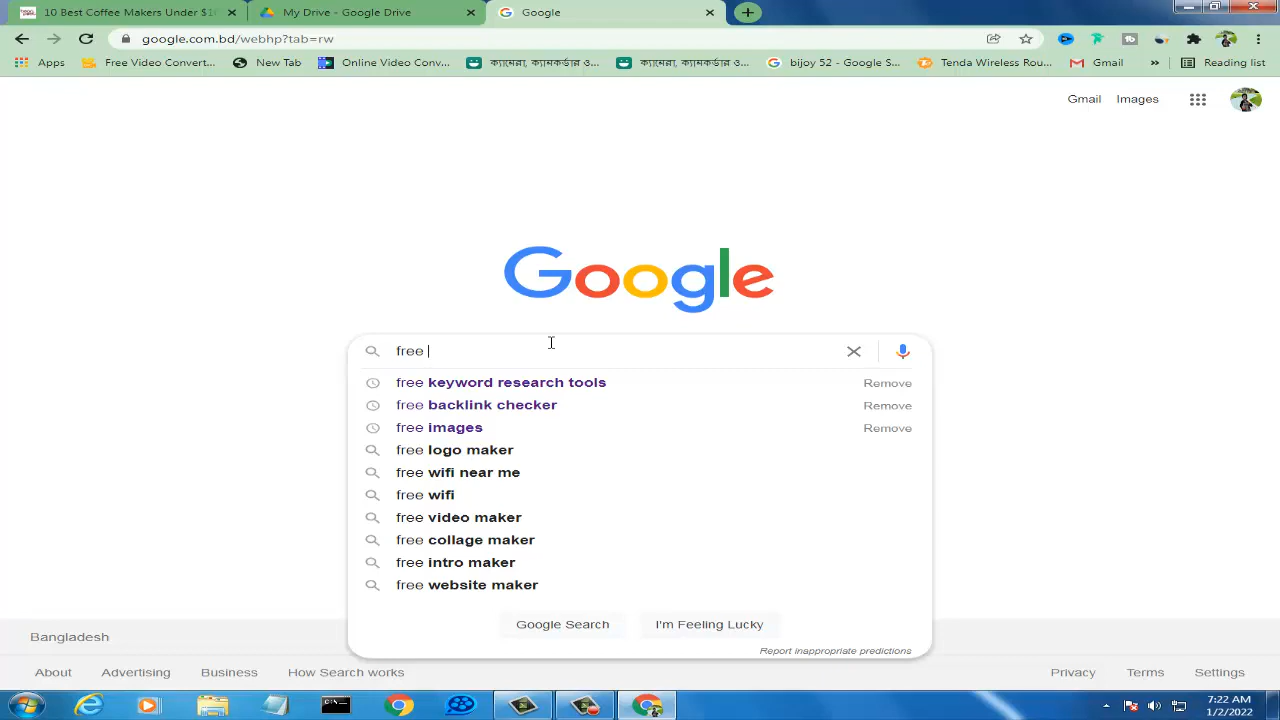 10 Best Coffee Makers Under $1
My Drive - Google Drive
Google
google.com.bd/webhp?tab=rw
Apps
Free Video Convert...
New Tab
Online Video Conv...
ক্যামেরা, ক্যামকর্ডার ও...
ক্যামেরা, ক্যামকর্ডার ও...
bijoy 52 - Google S...
Tenda Wireless Rou...
Gmail
»
Reading list
Gmail
Images
Google
free
free keyword research tools
Remove
free backlink checker
Remove
free images
Remove
free logo maker
free wifi near me
free wifi
free video maker
free collage maker
free intro maker
free website maker
Google Search
I'm Feeling Lucky
Report inappropriate predictions
Bangladesh
About
Advertising
Business
How Search works
Privacy
Terms
Settings
7:22 AM
1/2/2022